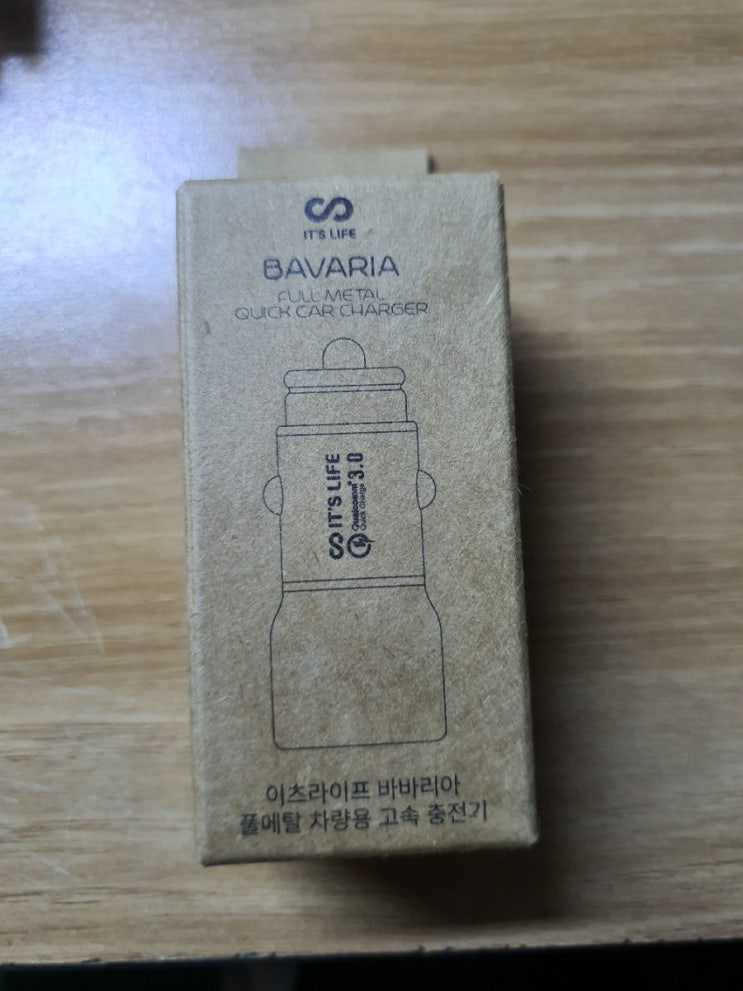 IT'S LIFE
BAVARIA
FULL METAL
QUICK CAR CHARGER
IT'S LIFE
Qualcomm®
Quick Charge
3.0
이츠라이프 바바리아
풀메탈 차량용 고속 충전기